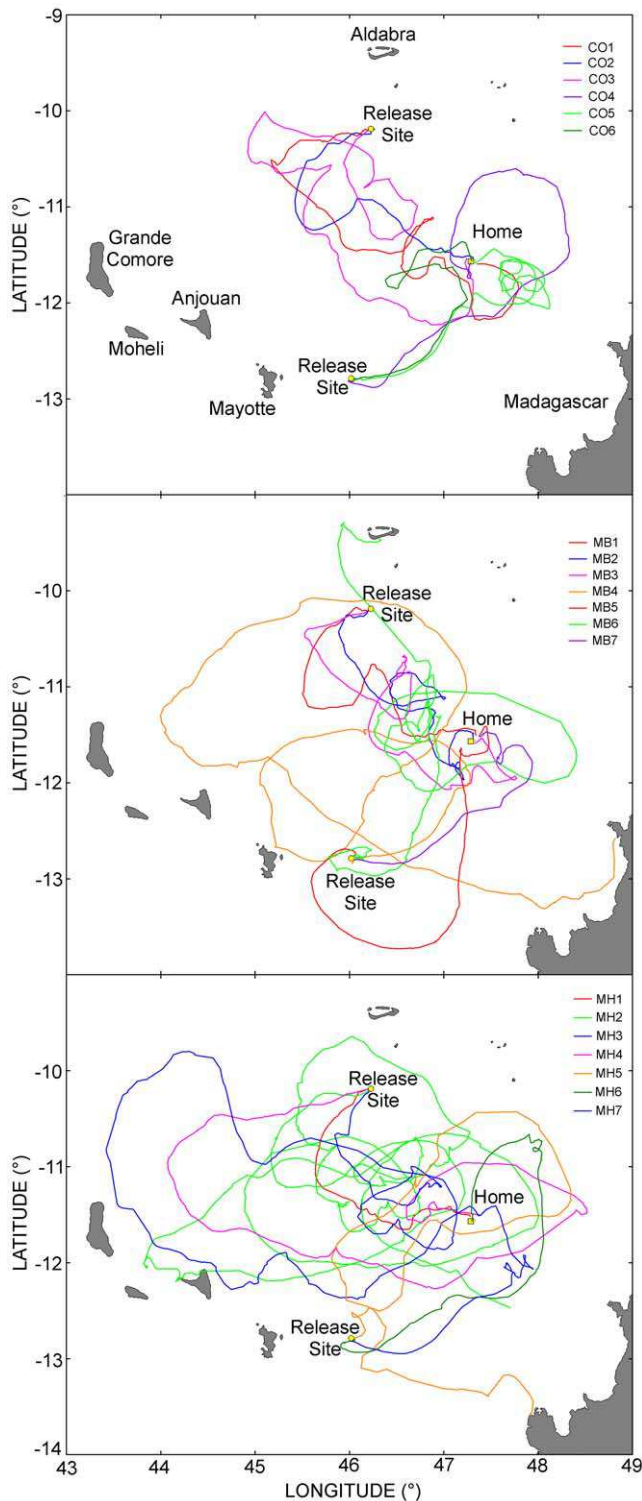 -9
Aldabra
CO1
CO2
CO3
CO4
CO5
CO6
-10
Release
Site
-11
LATITUDE (°)
Grande
Comore
Home
Anjouan
-12
Moheli
Release
Site
-13
Mayotte
Madagascar
MB1
MB2
MB3
MB4
MB5
MB6
MB7
-10
Release
Site
-11
LATITUDE (°)
Home
-12
-13
Release
Site
MH1
MH2
MH3
MH4
MH5
MH6
MH7
-10
Release
Site
-11
LATITUDE (°)
Home
-12
Release
Site
-13
-14
43
44
45
46
47
48
49
LONGITUDE (°)